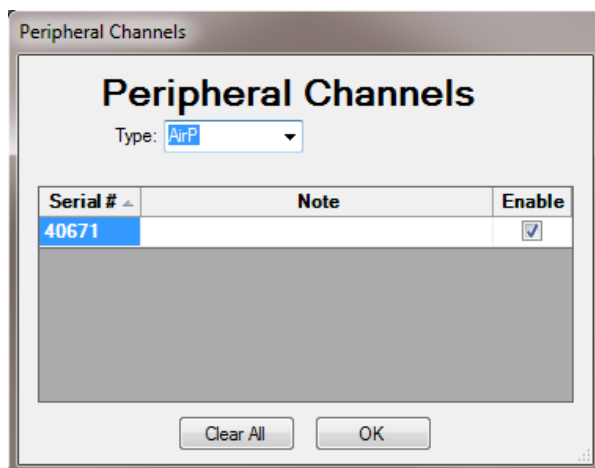 Peripheral Channels
Peripheral Channels
Type: AirP
Serial # Note Enable
40671
Clear All OK